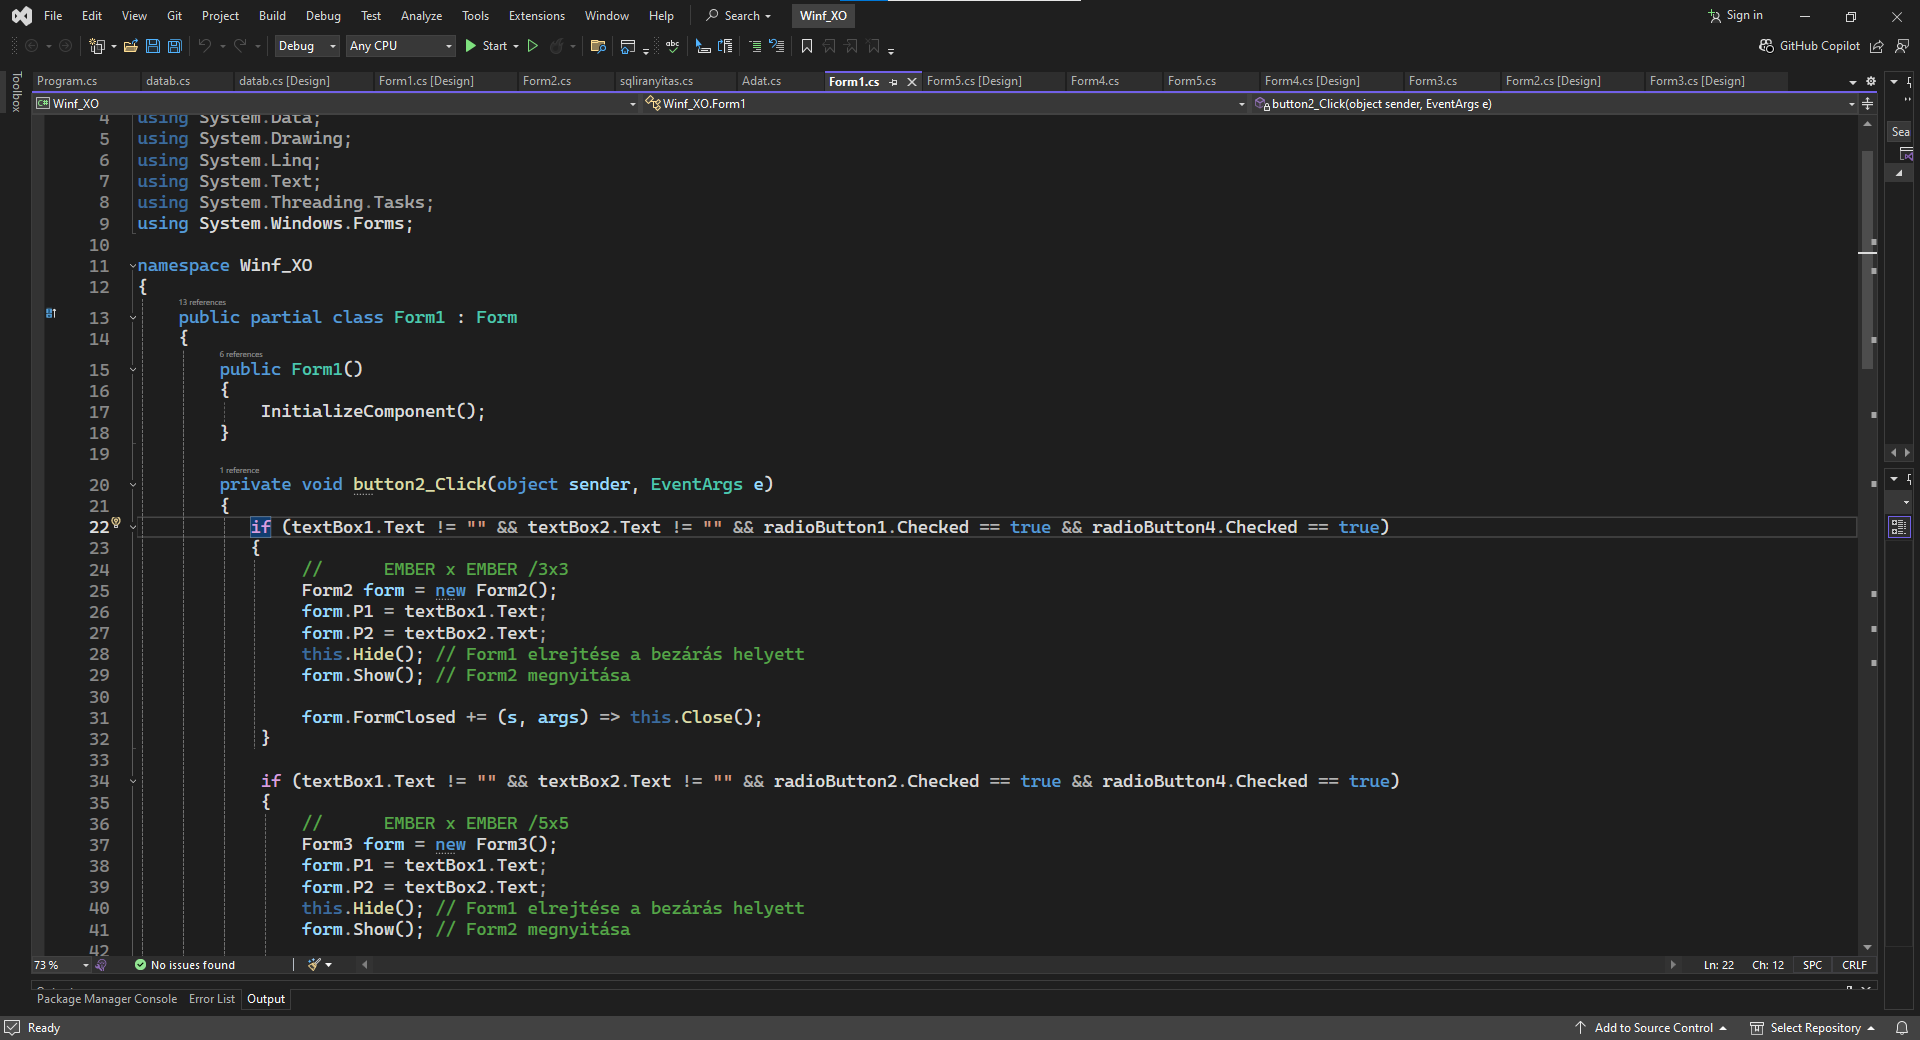 File Edit View Git Project Build Debug Test Analyze Tools Extensions Window Help Search Winf_XO Sign in
Debug Any CPU Start GitHub Copilot
Toolbox
Program.cs datab.cs datab.cs [Design] Form1.cs [Design] Form2.cs sqliranyitas.cs Adat.cs Form1.cs Form5.cs [Design] Form4.cs Form5.cs Form4.cs [Design] Form3.cs Form2.cs [Design] Form3.cs [Design]
Winf_XO Winf_XO.Form1 button2_Click(object sender, EventArgs e)
Sea
4 using System.Data;
5 using System.Drawing;
6 using System.Linq;
7 using System.Text;
8 using System.Threading.Tasks;
9 using System.Windows.Forms;
10
11 namespace Winf_XO
12 {
13 references
13 public partial class Form1 : Form
14 {
6 references
15 public Form1()
16 {
17 InitializeComponent();
18 }
19
1 reference
20 private void button2_Click(object sender, EventArgs e)
21 {
22 if (textBox1.Text != "" && textBox2.Text != "" && radioButton1.Checked == true && radioButton4.Checked == true)
23 {
24 // EMBER x EMBER /3x3
25 Form2 form = new Form2();
26 form.P1 = textBox1.Text;
27 form.P2 = textBox2.Text;
28 this.Hide(); // Form1 elrejtése a bezárás helyett
29 form.Show(); // Form2 megnyitása
30
31 form.FormClosed += (s, args) => this.Close();
32 }
33
34 if (textBox1.Text != "" && textBox2.Text != "" && radioButton2.Checked == true && radioButton4.Checked == true)
35 {
36 // EMBER x EMBER /5x5
37 Form3 form = new Form3();
38 form.P1 = textBox1.Text;
39 form.P2 = textBox2.Text;
40 this.Hide(); // Form1 elrejtése a bezárás helyett
41 form.Show(); // Form2 megnyitása
42
73 % No issues found Ln: 22 Ch: 12 SPC CRLF
Package Manager Console Error List Output
Ready Add to Source Control Select Repository